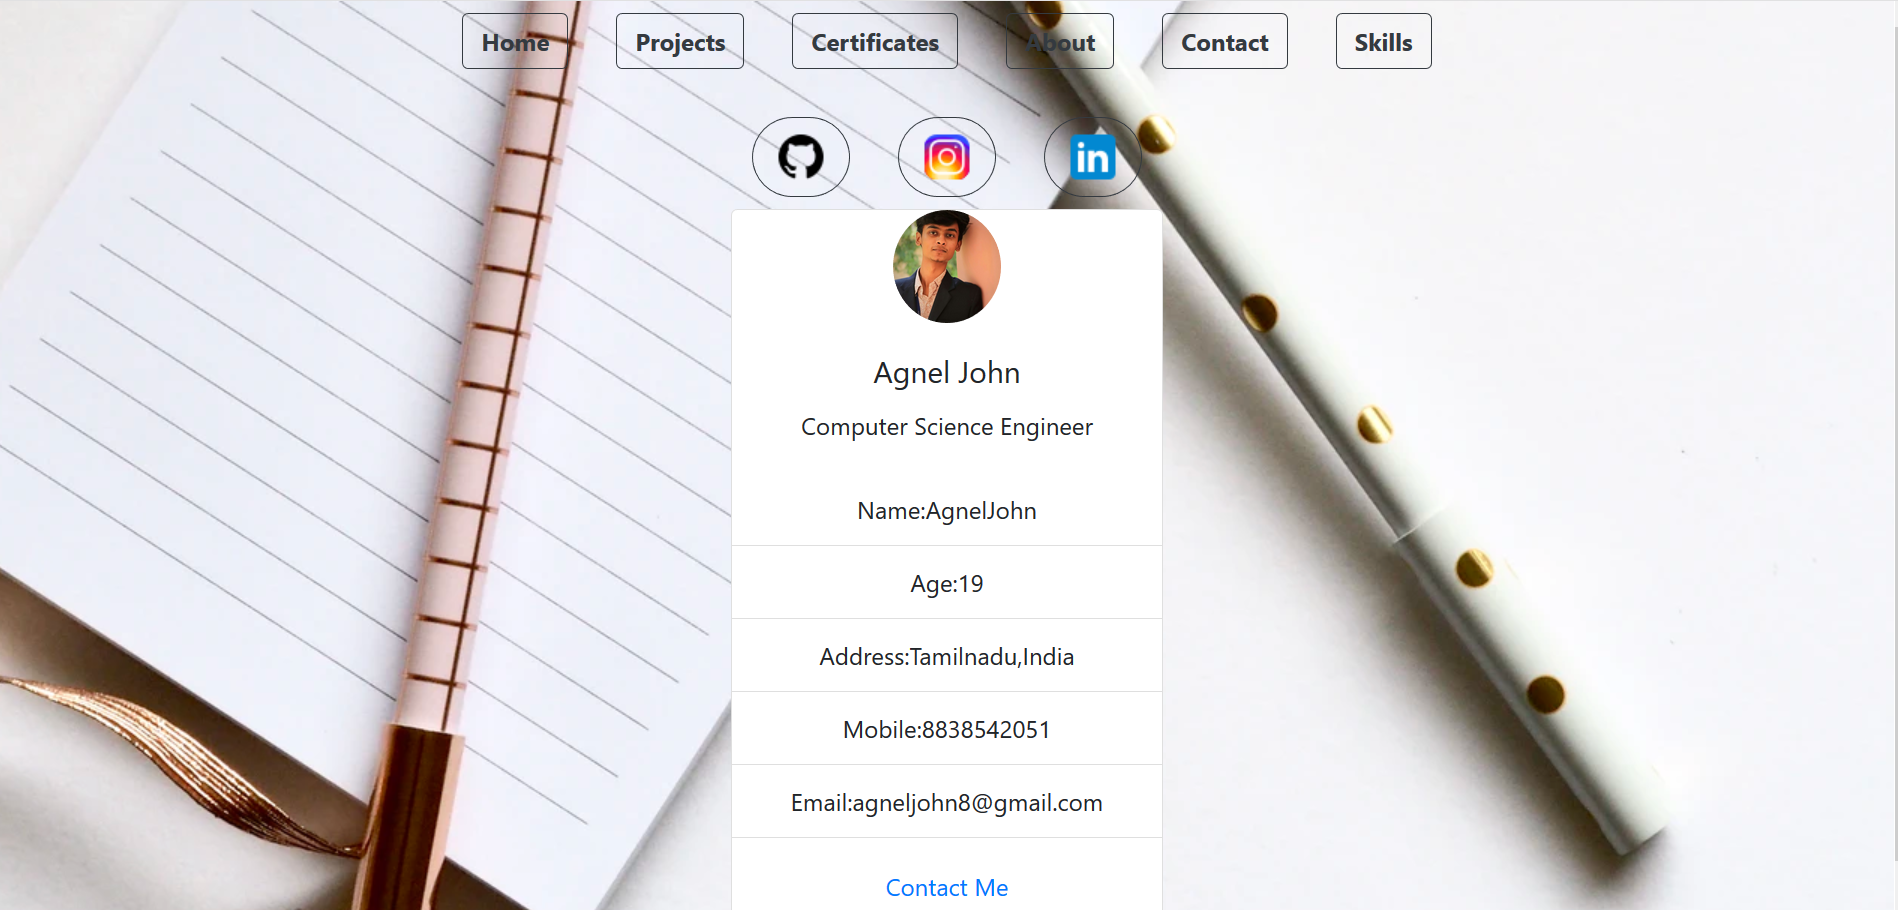 Home Projects Certificates About Contact Skills
in
Agnel John
Computer Science Engineer
Name:AgnelJohn
Age:19
Address:Tamilnadu,India
Mobile:8838542051
Email:agneljohn8@gmail.com
Contact Me